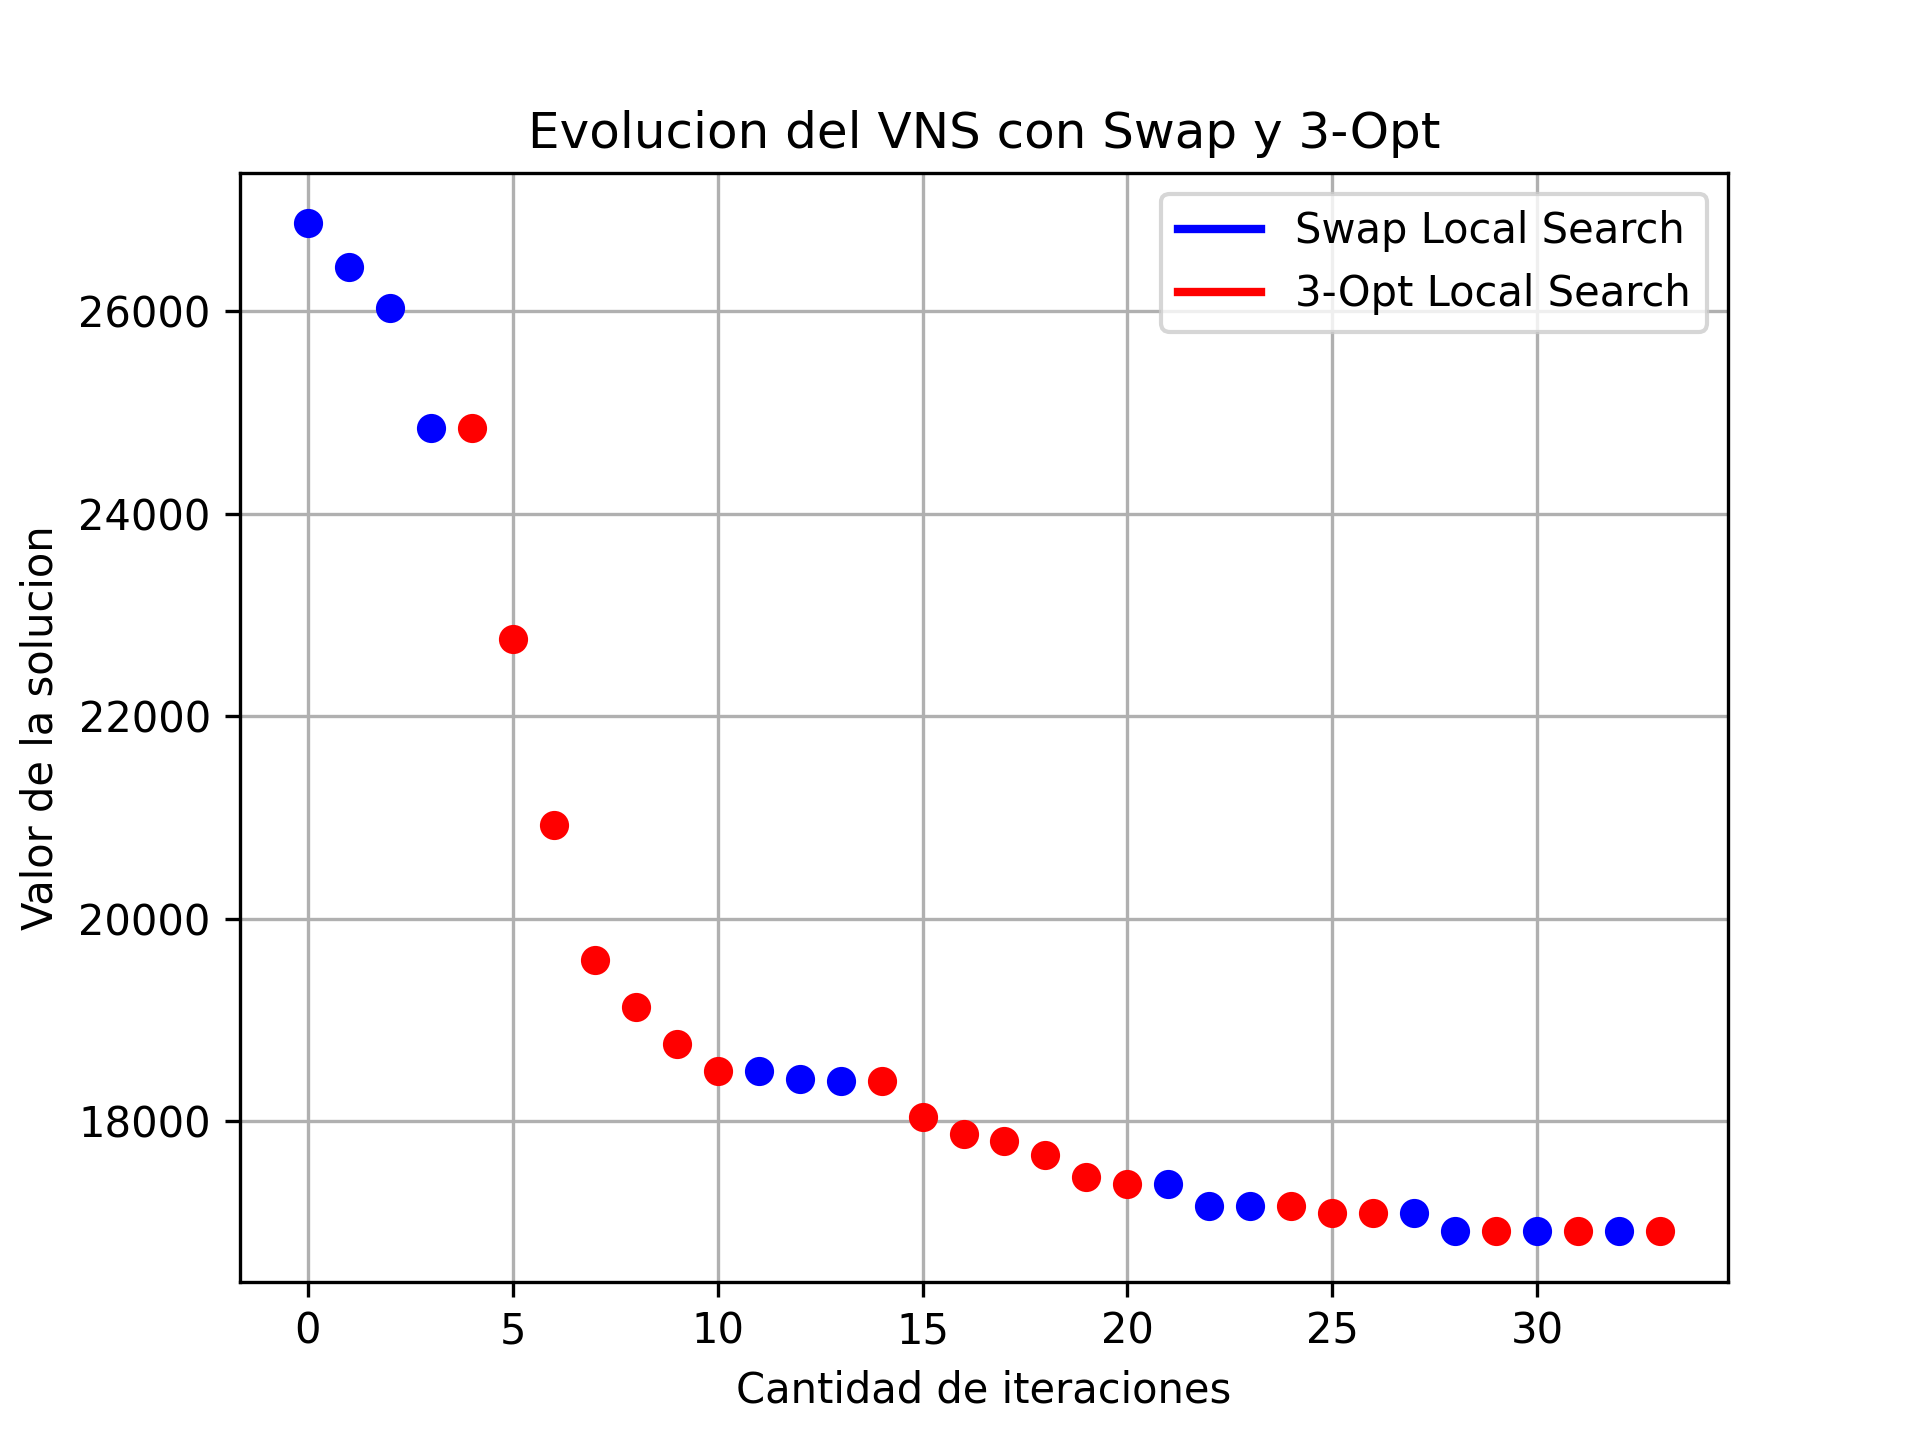 Evolucion del VNS con Swap y 3-Opt
Swap Local Search
3-Opt Local Search
26000
24000
22000
20000
18000
Valor de la solucion
0 5 10 15 20 25 30
Cantidad de iteraciones